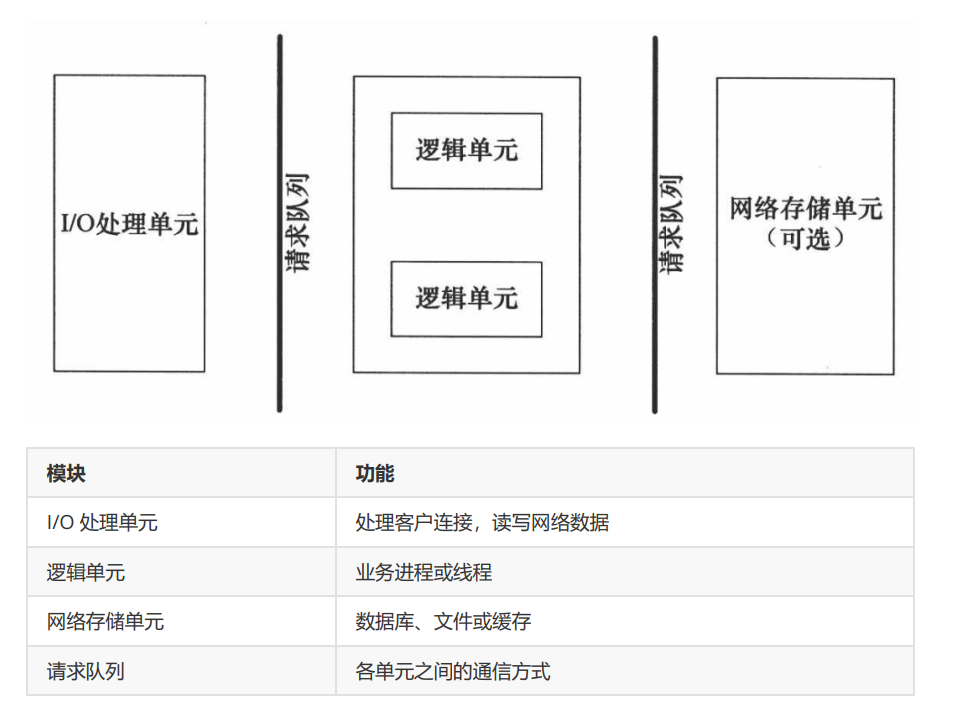 I/O处理单元
请求队列
逻辑单元
逻辑单元
请求队列
网络存储单元
（可选）
模块 功能
I/O 处理单元 处理客户连接，读写网络数据
逻辑单元 业务进程或线程
网络存储单元 数据库、文件或缓存
请求队列 各单元之间的通信方式